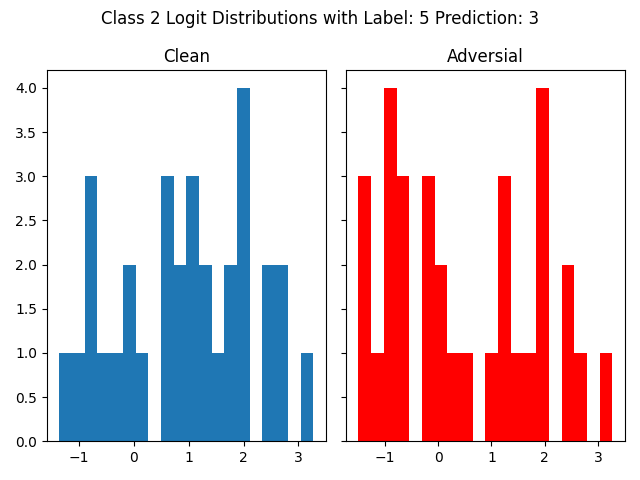 Class 2 Logit Distributions with Label: 5 Prediction: 3
Clean
Adversial
4.0
3.5
3.0
2.5
2.0
1.5
1.0
0.5
0.0
−1 0 1 2 3
−1 0 1 2 3